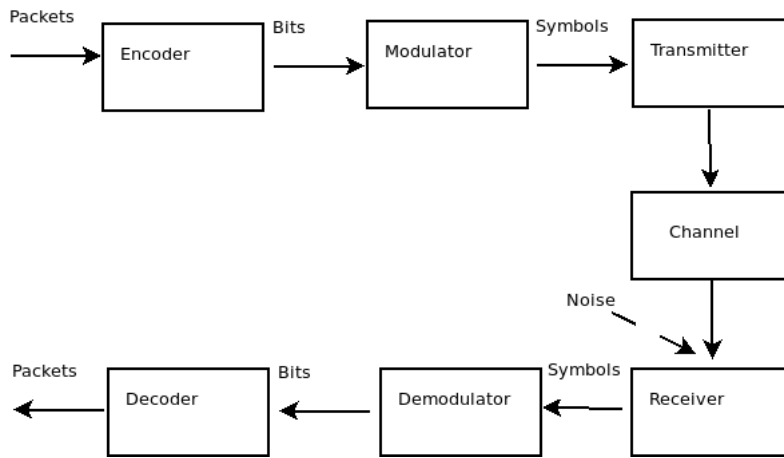 Packets
Encoder
Bits
Modulator
Symbols
Transmitter
Channel
Noise
Receiver
Symbols
Demodulator
Bits
Decoder
Packets